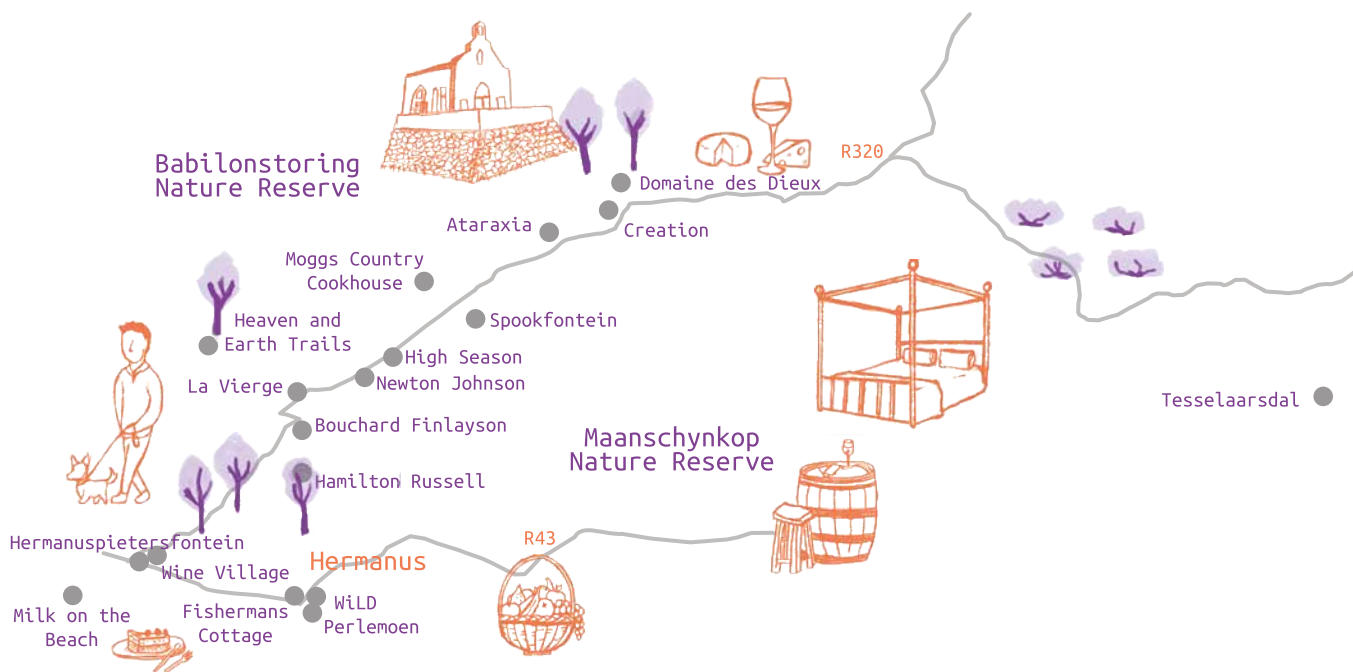 R320
Babilonstoring
Nature Reserve
Domaine des Dieux
Ataraxia
Creation
Moggs Country
Cookhouse
Heaven and
Earth Trails
Spookfontein
High Season
La Vierge
Newton Johnson
Tesselaarsdal
Bouchard Finlayson
Maanschynkop
Nature Reserve
Hamilton Russell
R43
Hermanuspietersfontein
Hermanus
Wine Village
Milk on the
Beach
Fishermans
Cottage
WiLD
Perlemoen